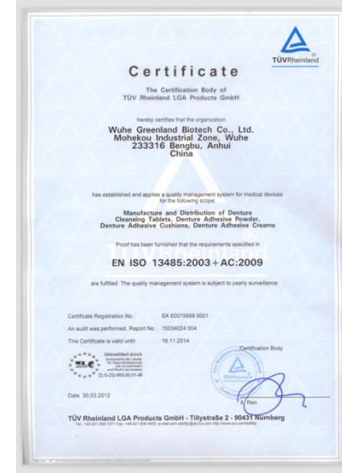 TÜVRheinland
Certificate
The Certification Body of
TÜV Rheinland LGA Products GmbH
hereby certifies that the organization
Wuhe Greenland Biotech Co., Ltd.
Mohekou Industrial Zone, Wuhe
233316 Bengbu, Anhui
China
has established and applies a quality management system for medical devices
for the following scope:
Manufacture and Distribution of Denture
Cleansing Tablets, Denture Adhesive Powder,
Denture Adhesive Cushions, Denture Adhesive Creams
Proof has been furnished that the requirements specified in
EN ISO 13485:2003+AC:2009
are fulfilled. The quality management system is subject to yearly surveillance.
Certificate Registration No.: SX 60079698 0001
An audit was performed, Report No.: 15034024 004
This Certificate is valid until: 16.11.2014
Akkreditiert durch
Certification Body
Date 30.03.2012
TÜV Rheinland LGA Products GmbH - Tillystraße 2 - 90431 Nürnberg